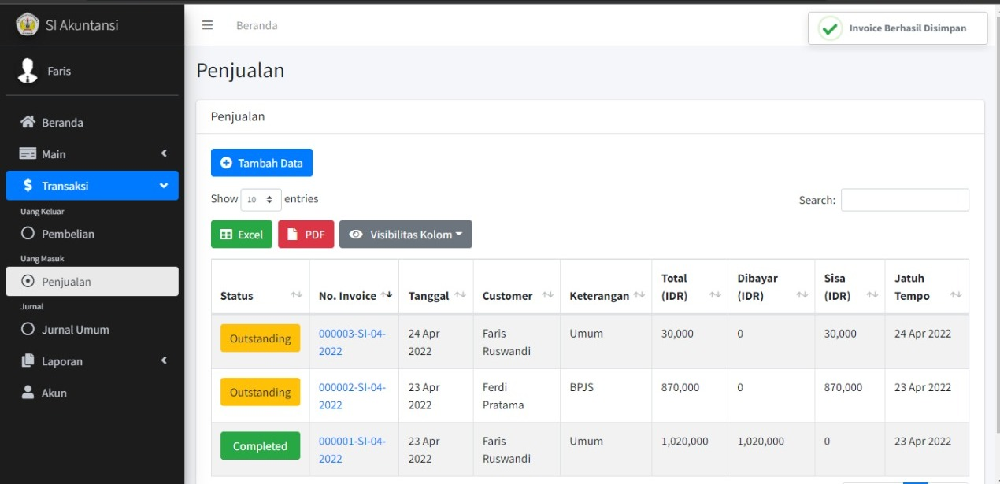 SI Akuntansi
Faris
Beranda
Main
Transaksi
Uang Keluar
Pembelian
Uang Masuk
Penjualan
Jurnal
Jurnal Umum
Laporan
Akun
Beranda
Invoice Berhasil Disimpan
Penjualan
Penjualan
Tambah Data
Show 10 entries
Search:
Excel PDF Visibilitas Kolom
Status No. Invoice Tanggal Customer Keterangan Total (IDR) Dibayar (IDR) Sisa (IDR) Jatuh Tempo
Outstanding 000003-SI-04-2022 24 Apr 2022 Faris Ruswandi Umum 30,000 0 30,000 24 Apr 2022
Outstanding 000002-SI-04-2022 23 Apr 2022 Ferdi Pratama BPJS 870,000 0 870,000 23 Apr 2022
Completed 000001-SI-04-2022 23 Apr 2022 Faris Ruswandi Umum 1,020,000 1,020,000 0 23 Apr 2022